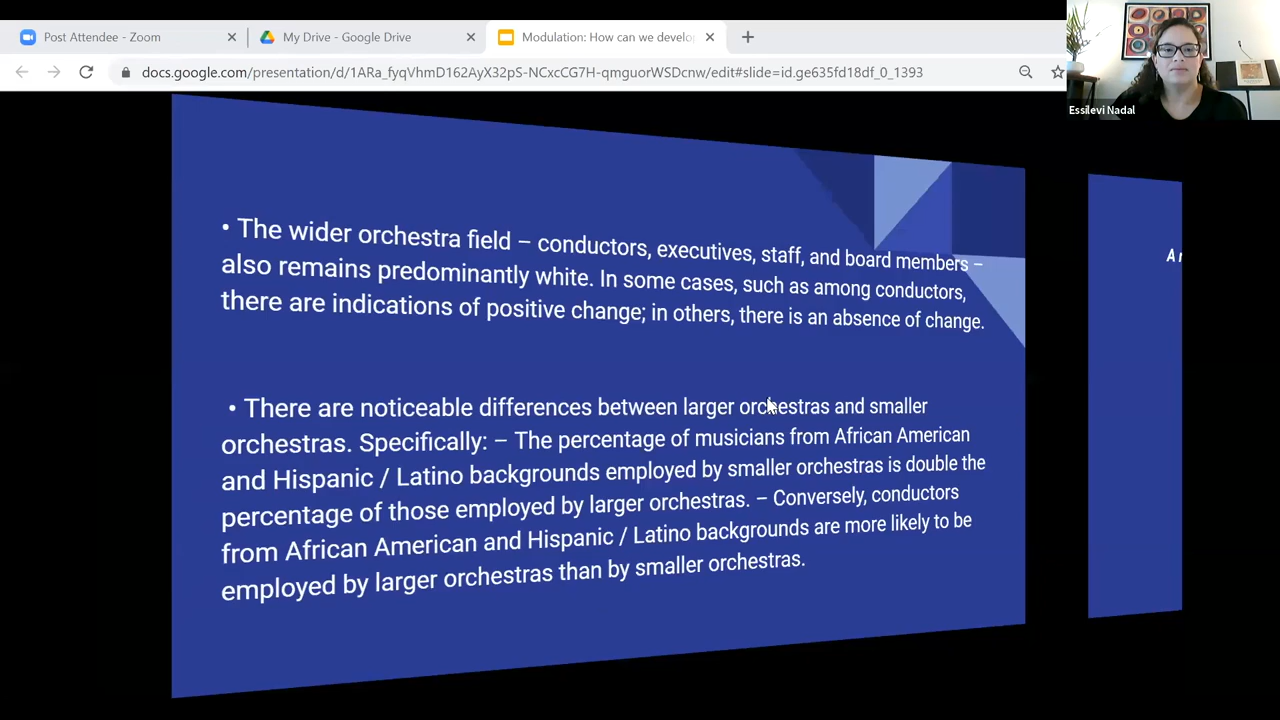 Post Attendee - Zoom
My Drive - Google Drive
Modulation: How can we develo
docs.google.com/presentation/d/1ARa_fyqVhmD162AyX32pS-NCxcCG7H-qmguorWSDcnw/edit#slide=id.ge635fd18df_0_1393
Essilevi Nadal
• The wider orchestra field – conductors, executives, staff, and board members –
also remains predominantly white. In some cases, such as among conductors,
there are indications of positive change; in others, there is an absence of change.
• There are noticeable differences between larger orchestras and smaller
orchestras. Specifically: – The percentage of musicians from African American
and Hispanic / Latino backgrounds employed by smaller orchestras is double the
percentage of those employed by larger orchestras. – Conversely, conductors
from African American and Hispanic / Latino backgrounds are more likely to be
employed by larger orchestras than by smaller orchestras.